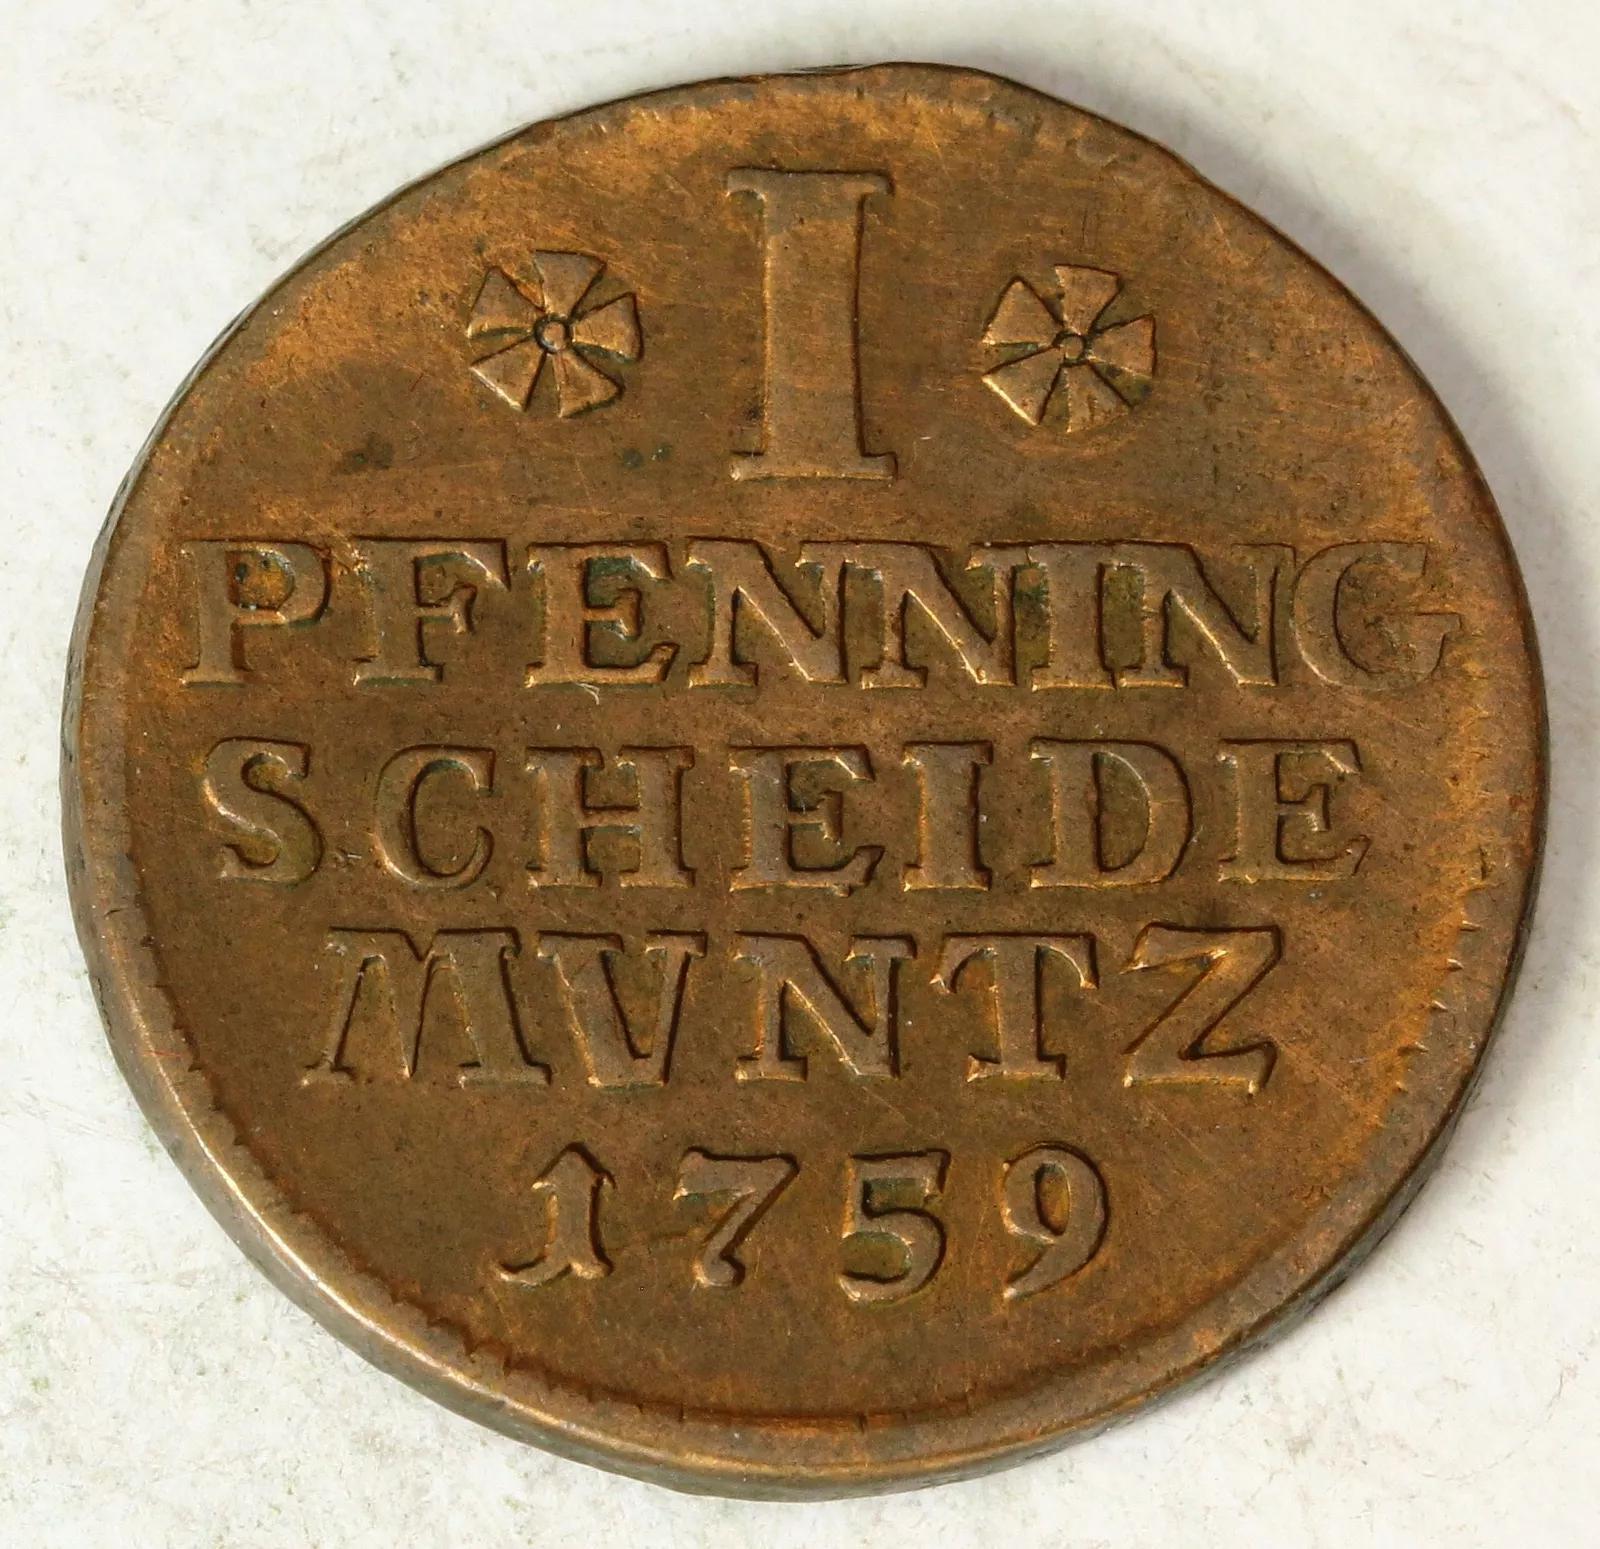 I
PFENNING
SCHEIDE
MVNTZ
1759